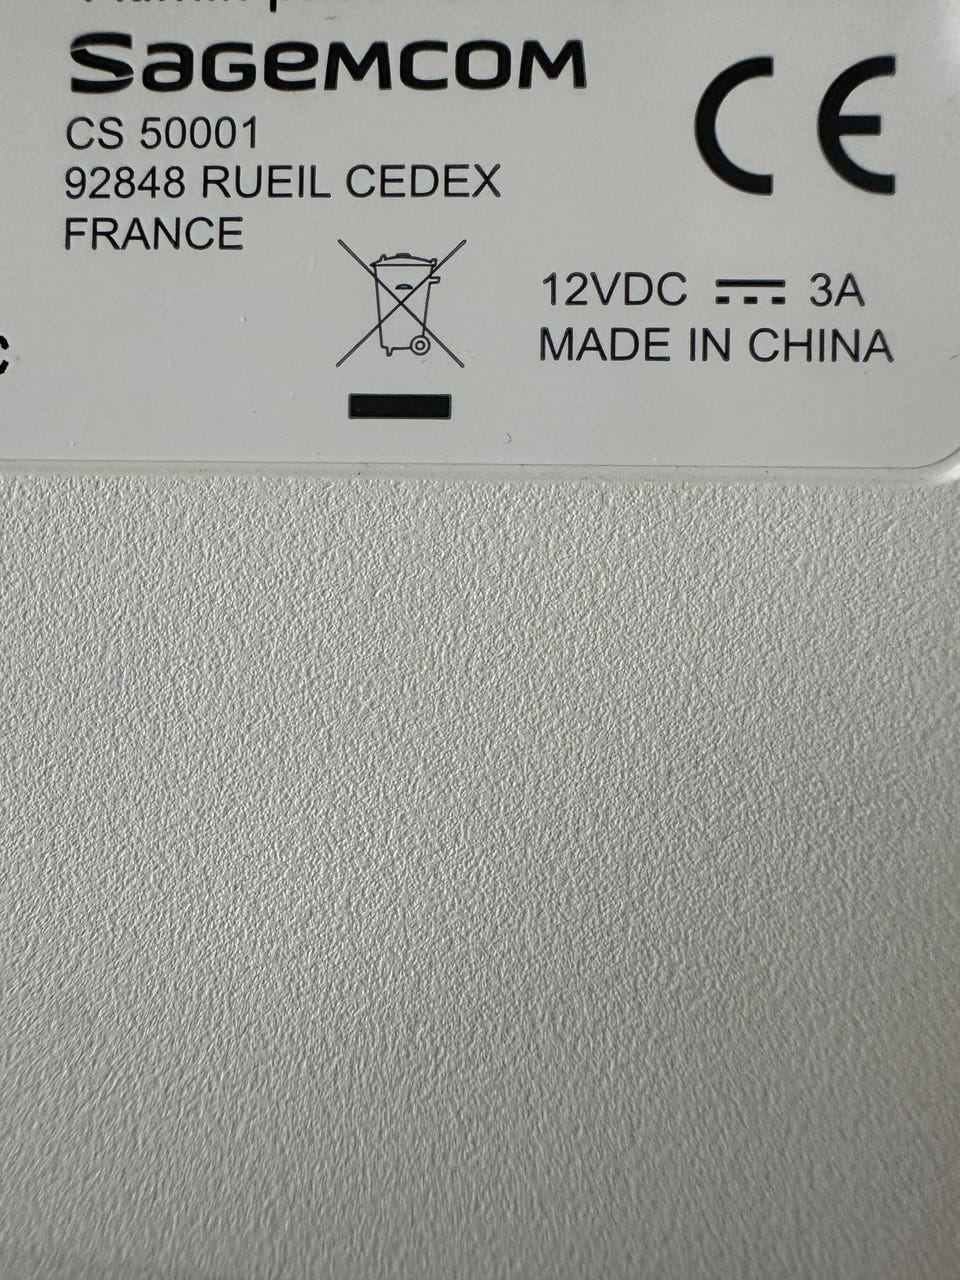 SAGEMCOM
CS 50001
92848 RUEIL CEDEX
FRANCE
CE
12VDC ⎓ 3A
MADE IN CHINA